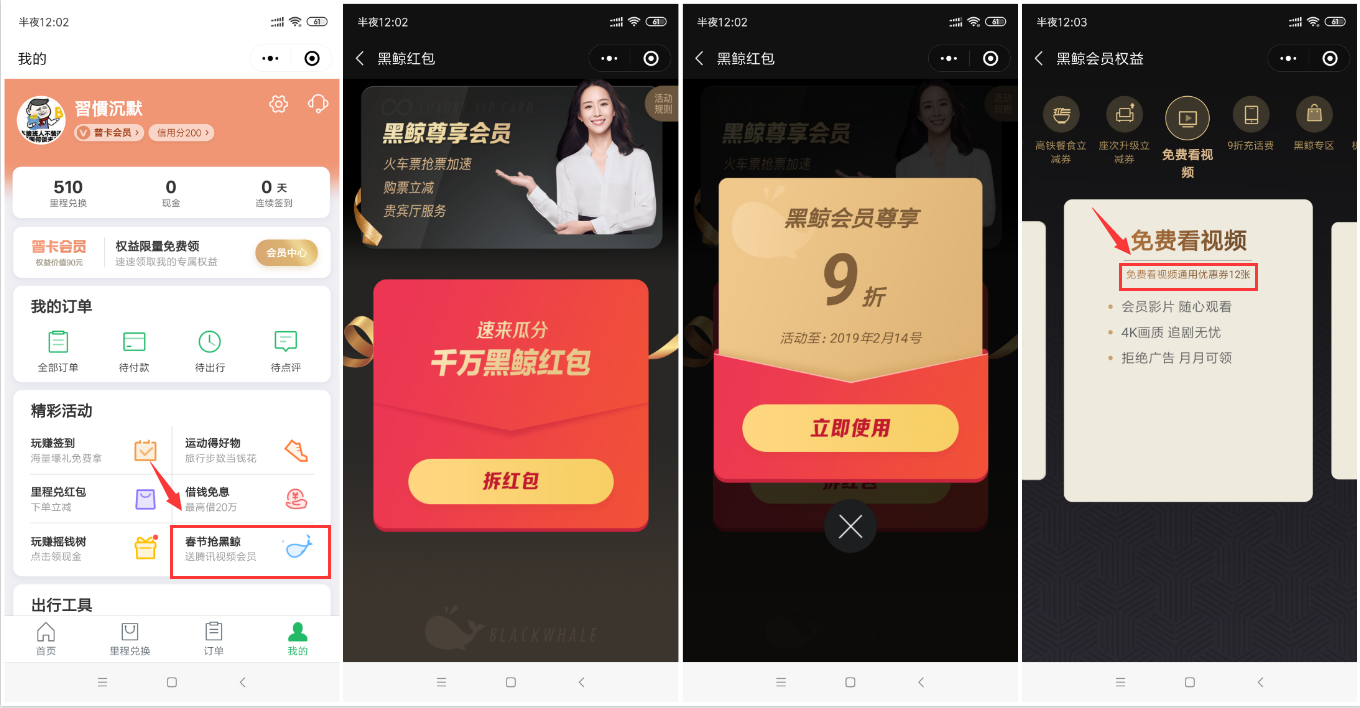 半夜12:02
61
我的
習慣沉默
普卡会员 >
信用分200 >
510
里程兑换
0
现金
0 天
连续签到
普卡会员
权益价值90元
权益限量免费领
速速领取我的专属权益
会员中心
我的订单
全部订单
待付款
待出行
待点评
精彩活动
玩赚签到
海量壕礼免费拿
运动得好物
旅行步数当钱花
里程兑红包
下单立减
借钱免息
最高借20万
玩赚摇钱树
点击领现金
春节抢黑鲸
送腾讯视频会员
出行工具
首页
里程兑换
订单
我的
半夜12:02
61
黑鲸红包
活动
规则
黑鲸尊享会员
火车票抢票加速
购票立减
贵宾厅服务
速来瓜分
千万黑鲸红包
拆红包
BLACKWHALE
半夜12:02
61
黑鲸红包
活动
规则
黑鲸尊享会员
火车票抢票加速
黑鲸会员尊享
9折
活动至：2019年2月14号
立即使用
拆红包
半夜12:03
61
黑鲸会员权益
高铁餐食立
减券
座次升级立
减券
免费看视
频
9折充话费
黑鲸专区
免费看视频
免费看视频通用优惠券12张
会员影片 随心观看
4K画质 追剧无忧
拒绝广告 月月可领